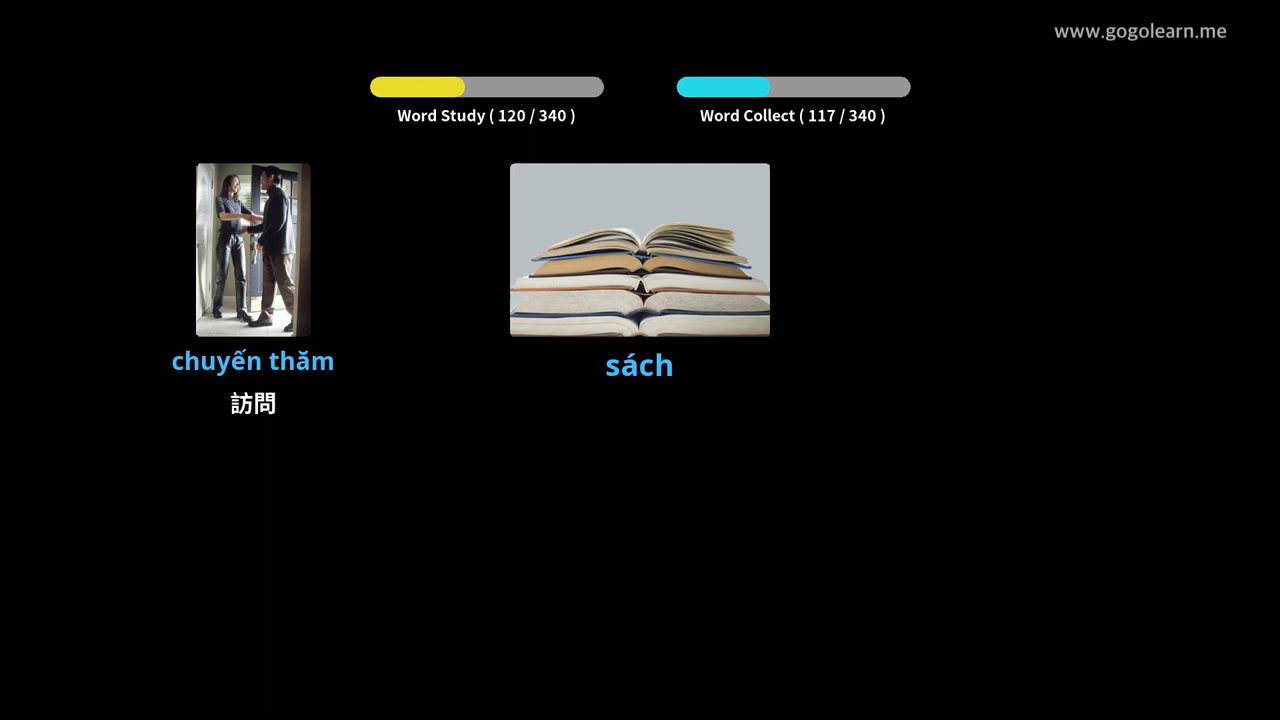 www.gogolearn.me
Word Study ( 120 / 340 )
Word Collect ( 117 / 340 )
chuyến thăm
訪問
sách